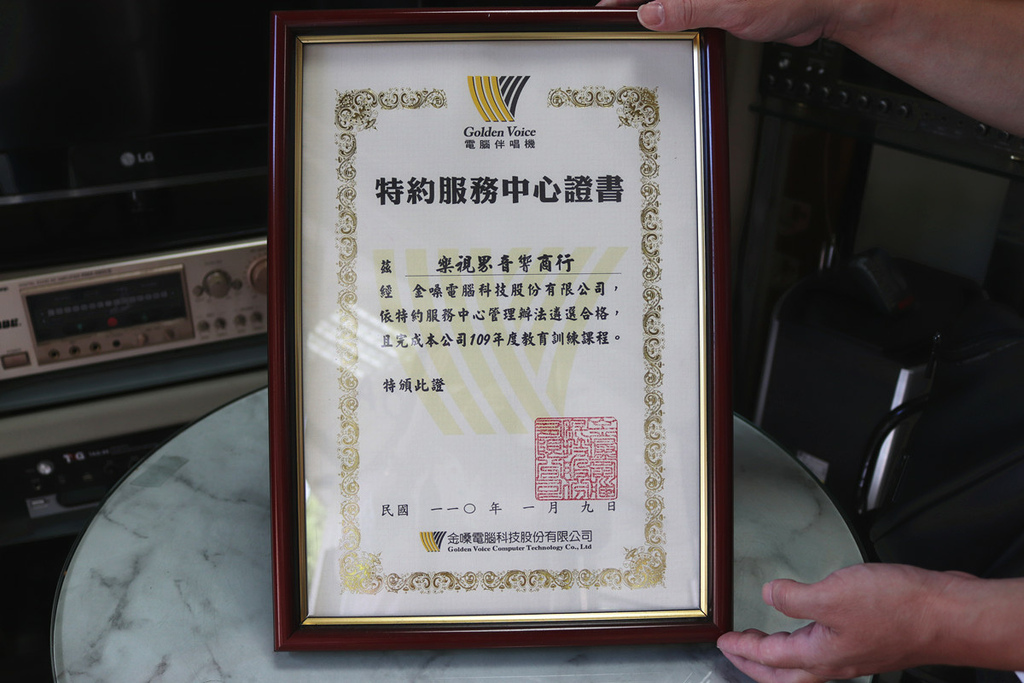 Golden Voice
電腦伴唱機
特約服務中心證書
茲 樂視界音響商行
經 金嗓電腦科技股份有限公司，
依特約服務中心管理辦法遴選合格，
且完成本公司109年度教育訓練課程。
特頒此證
民國 一一〇 年 一 月 九 日
金嗓電腦科技股份有限公司
Golden Voice Computer Technology Co., Ltd
LG